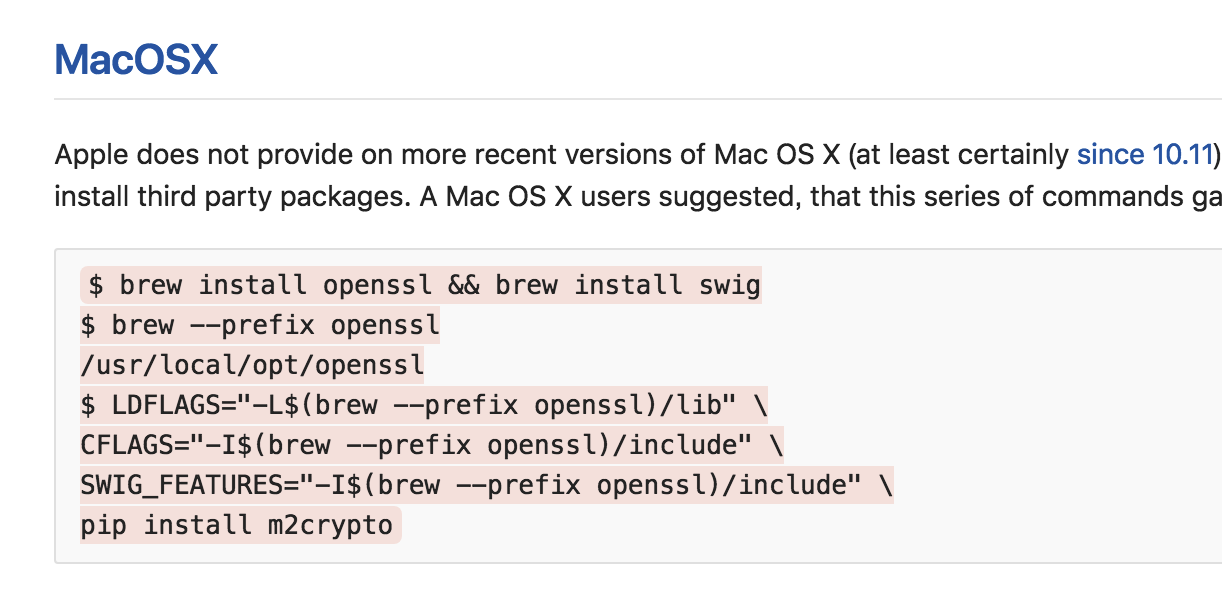 MacOSX
Apple does not provide on more recent versions of Mac OS X (at least certainly since 10.11)
install third party packages. A Mac OS X users suggested, that this series of commands ga
$ brew install openssl && brew install swig
$ brew --prefix openssl
/usr/local/opt/openssl
$ LDFLAGS="-L$(brew --prefix openssl)/lib" \
CFLAGS="-I$(brew --prefix openssl)/include" \
SWIG_FEATURES="-I$(brew --prefix openssl)/include" \
pip install m2crypto